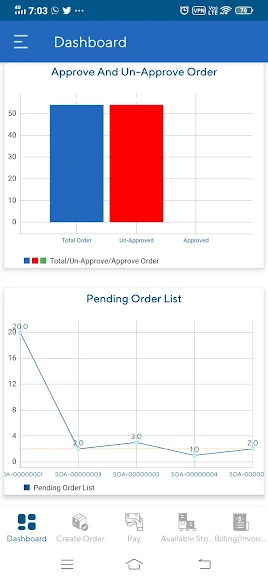 7:03
VPN
78
Dashboard
Approve And Un-Approve Order
50
40
30
20
10
0
Total Order Un-Approved Approved
Total/Un-Approve/Approve Order
Pending Order List
20
16
12
8
4
0
20.0
2.0
3.0
1.0
2.0
OA-00000001 SOA-00000003 SOA-00000003 SOA-00000004 SOA-000000
Pending Order List
Dashboard Create Order Pay Available Sto... Billing(Invoic...